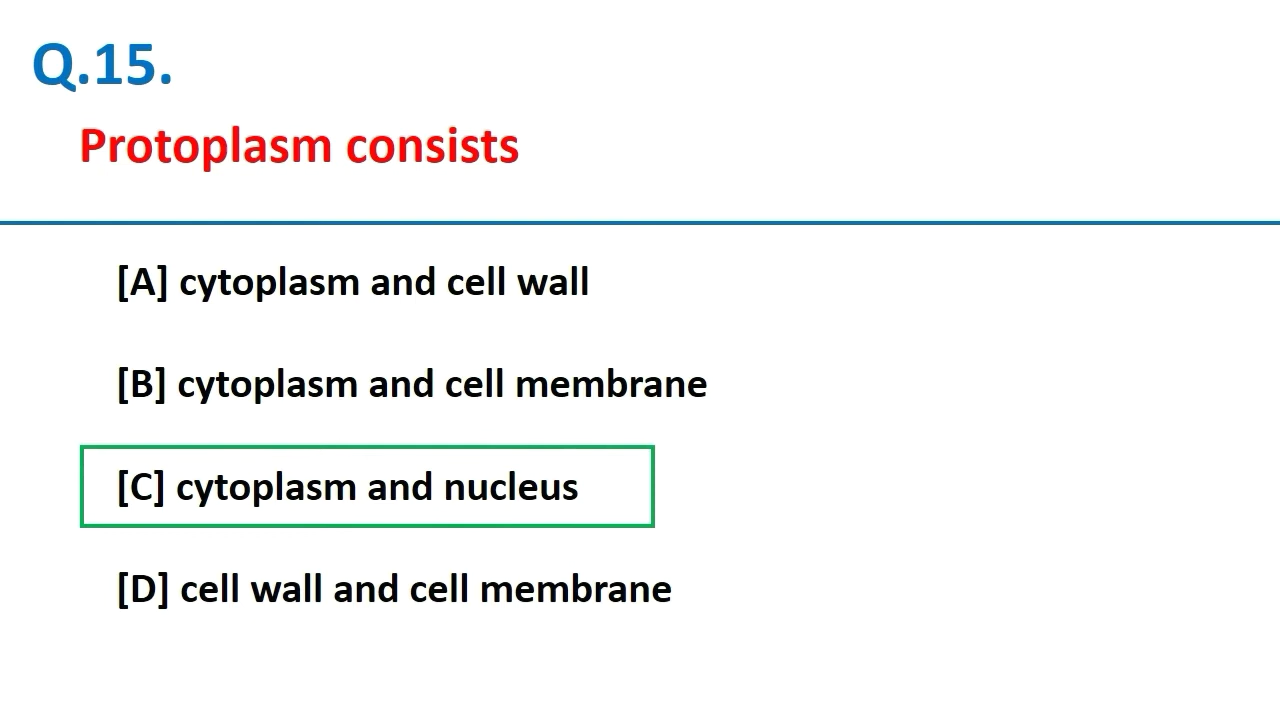 Q.15.
Protoplasm consists
[A] cytoplasm and cell wall
[B] cytoplasm and cell membrane
[C] cytoplasm and nucleus
[D] cell wall and cell membrane